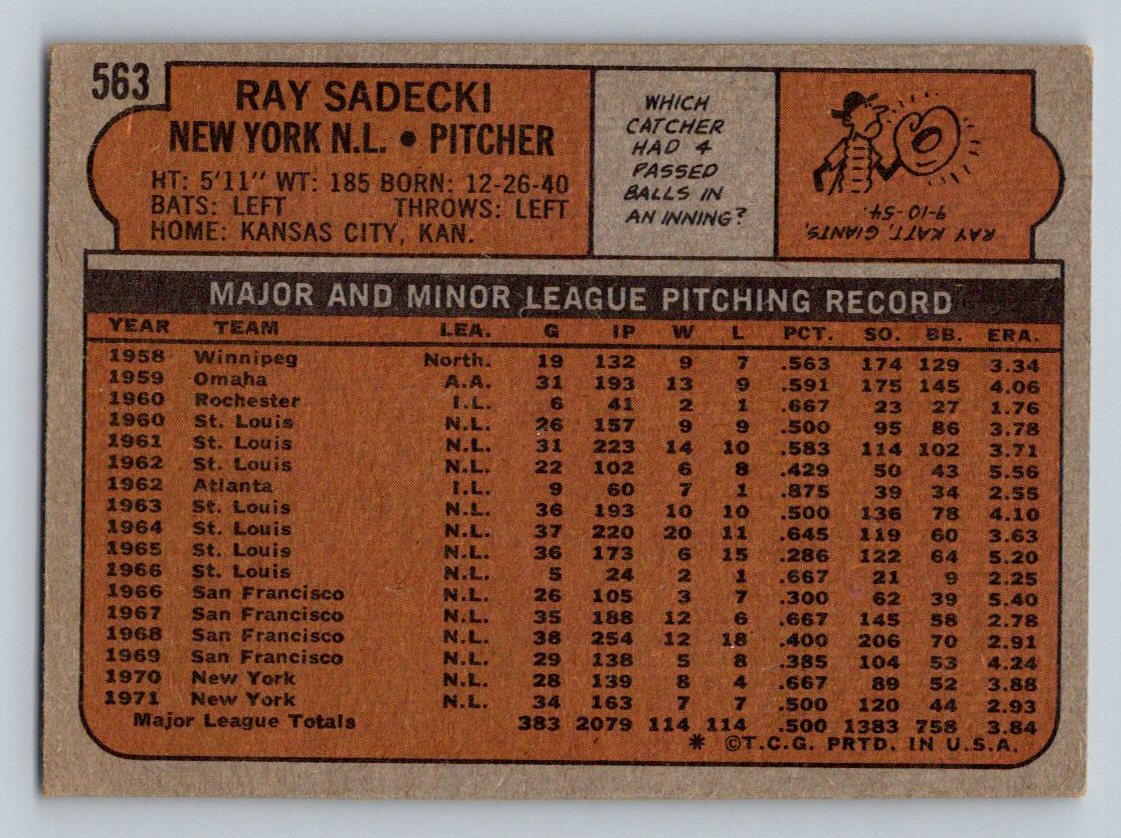 563
RAY SADECKI
NEW YORK N.L. • PITCHER
HT: 5'11" WT: 185 BORN: 12-26-40
BATS: LEFT THROWS: LEFT
HOME: KANSAS CITY, KAN.
WHICH
CATCHER
HAD 4
PASSED
BALLS IN
AN INNING?
RAY KATT, GIANTS,
9-10-54.
MAJOR AND MINOR LEAGUE PITCHING RECORD
YEAR TEAM LEA. G IP W L PCT. SO. BB. ERA.
1958 Winnipeg North. 19 132 9 7 .563 174 129 3.34
1959 Omaha A.A. 31 193 13 9 .591 175 145 4.06
1960 Rochester I.L. 6 41 2 1 .667 23 27 1.76
1960 St. Louis N.L. 26 157 9 9 .500 95 86 3.78
1961 St. Louis N.L. 31 223 14 10 .583 114 102 3.71
1962 St. Louis N.L. 22 102 6 8 .429 50 43 5.56
1962 Atlanta I.L. 9 60 7 1 .875 39 34 2.55
1963 St. Louis N.L. 36 193 10 10 .500 136 78 4.10
1964 St. Louis N.L. 37 220 20 11 .645 119 60 3.63
1965 St. Louis N.L. 36 173 6 15 .286 122 64 5.20
1966 St. Louis N.L. 5 24 2 1 .667 21 9 2.25
1966 San Francisco N.L. 26 105 3 7 .300 62 39 5.40
1967 San Francisco N.L. 35 188 12 6 .667 145 58 2.78
1968 San Francisco N.L. 38 254 12 18 .400 206 70 2.91
1969 San Francisco N.L. 29 138 5 8 .385 104 53 4.24
1970 New York N.L. 28 139 8 4 .667 89 52 3.88
1971 New York N.L. 34 163 7 7 .500 120 44 2.93
Major League Totals 383 2079 114 114 .500 1383 758 3.84
* ©T.C.G. PRTD. IN U.S.A.